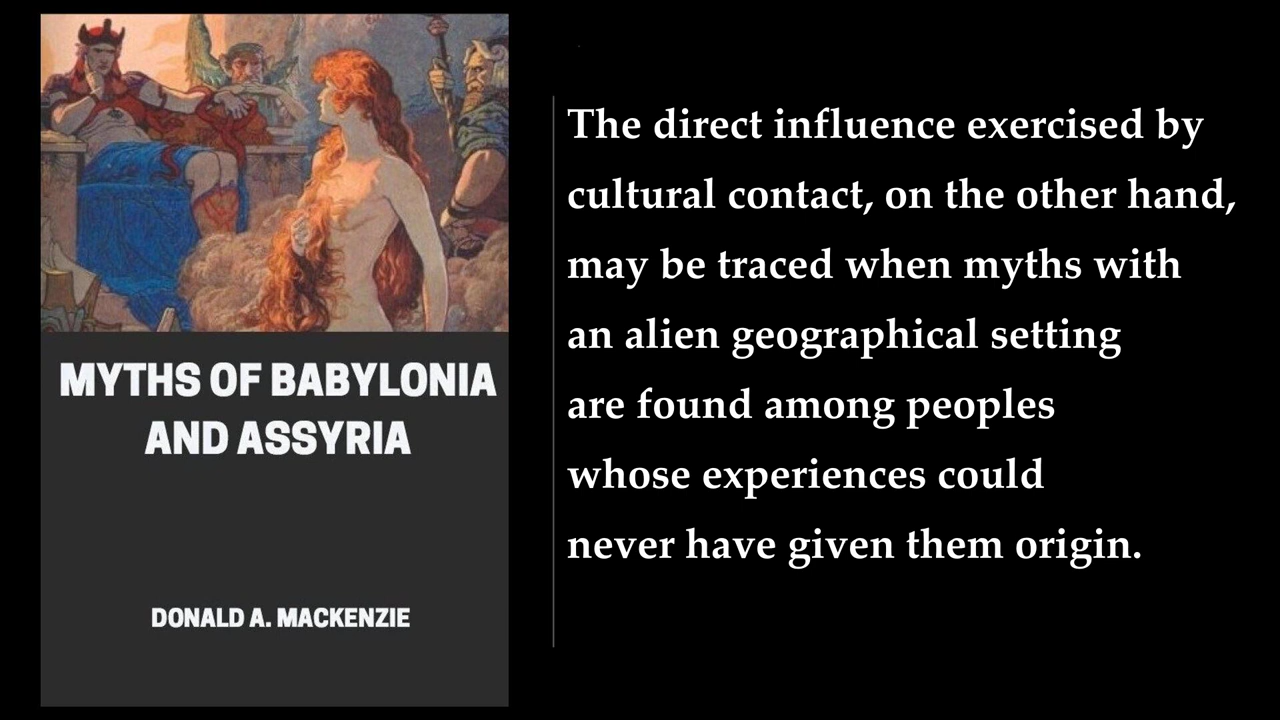 MYTHS OF BABYLONIA
AND ASSYRIA
DONALD A. MACKENZIE
The direct influence exercised by
cultural contact, on the other hand,
may be traced when myths with
an alien geographical setting
are found among peoples
whose experiences could
never have given them origin.